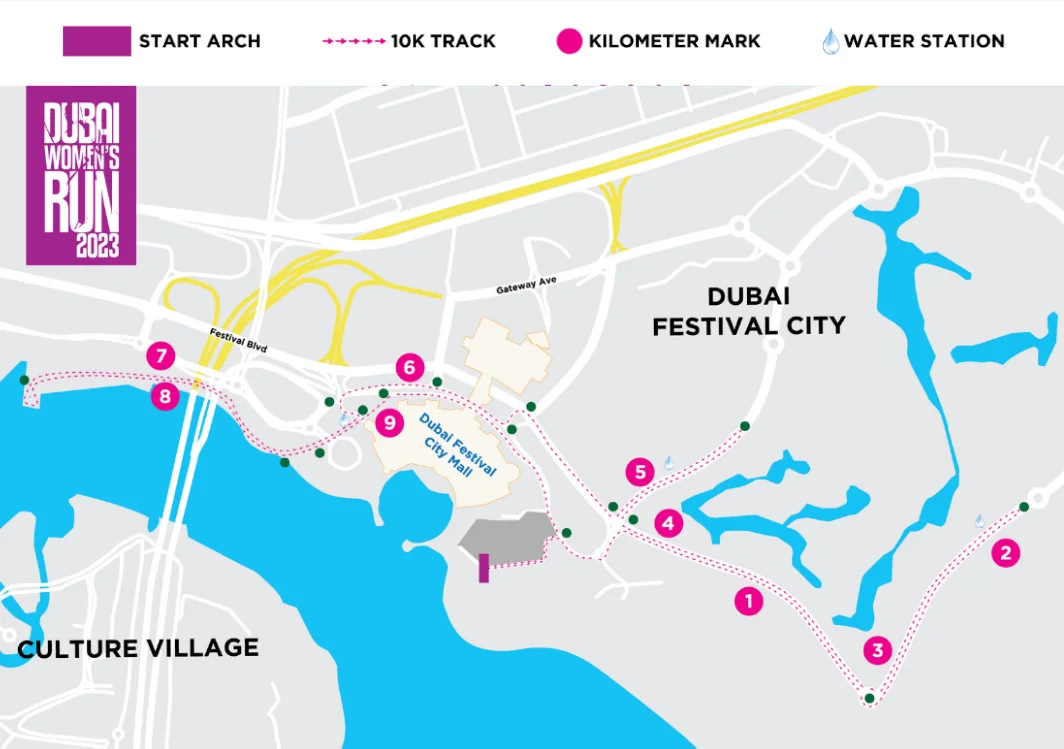 START ARCH
10K TRACK
KILOMETER MARK
WATER STATION
DUBAI
WOMEN'S
RUN
2023
Gateway Ave
DUBAI
FESTIVAL CITY
Festival Blvd
7
6
8
9
Dubai Festival
City Mall
5
4
2
1
3
CULTURE VILLAGE